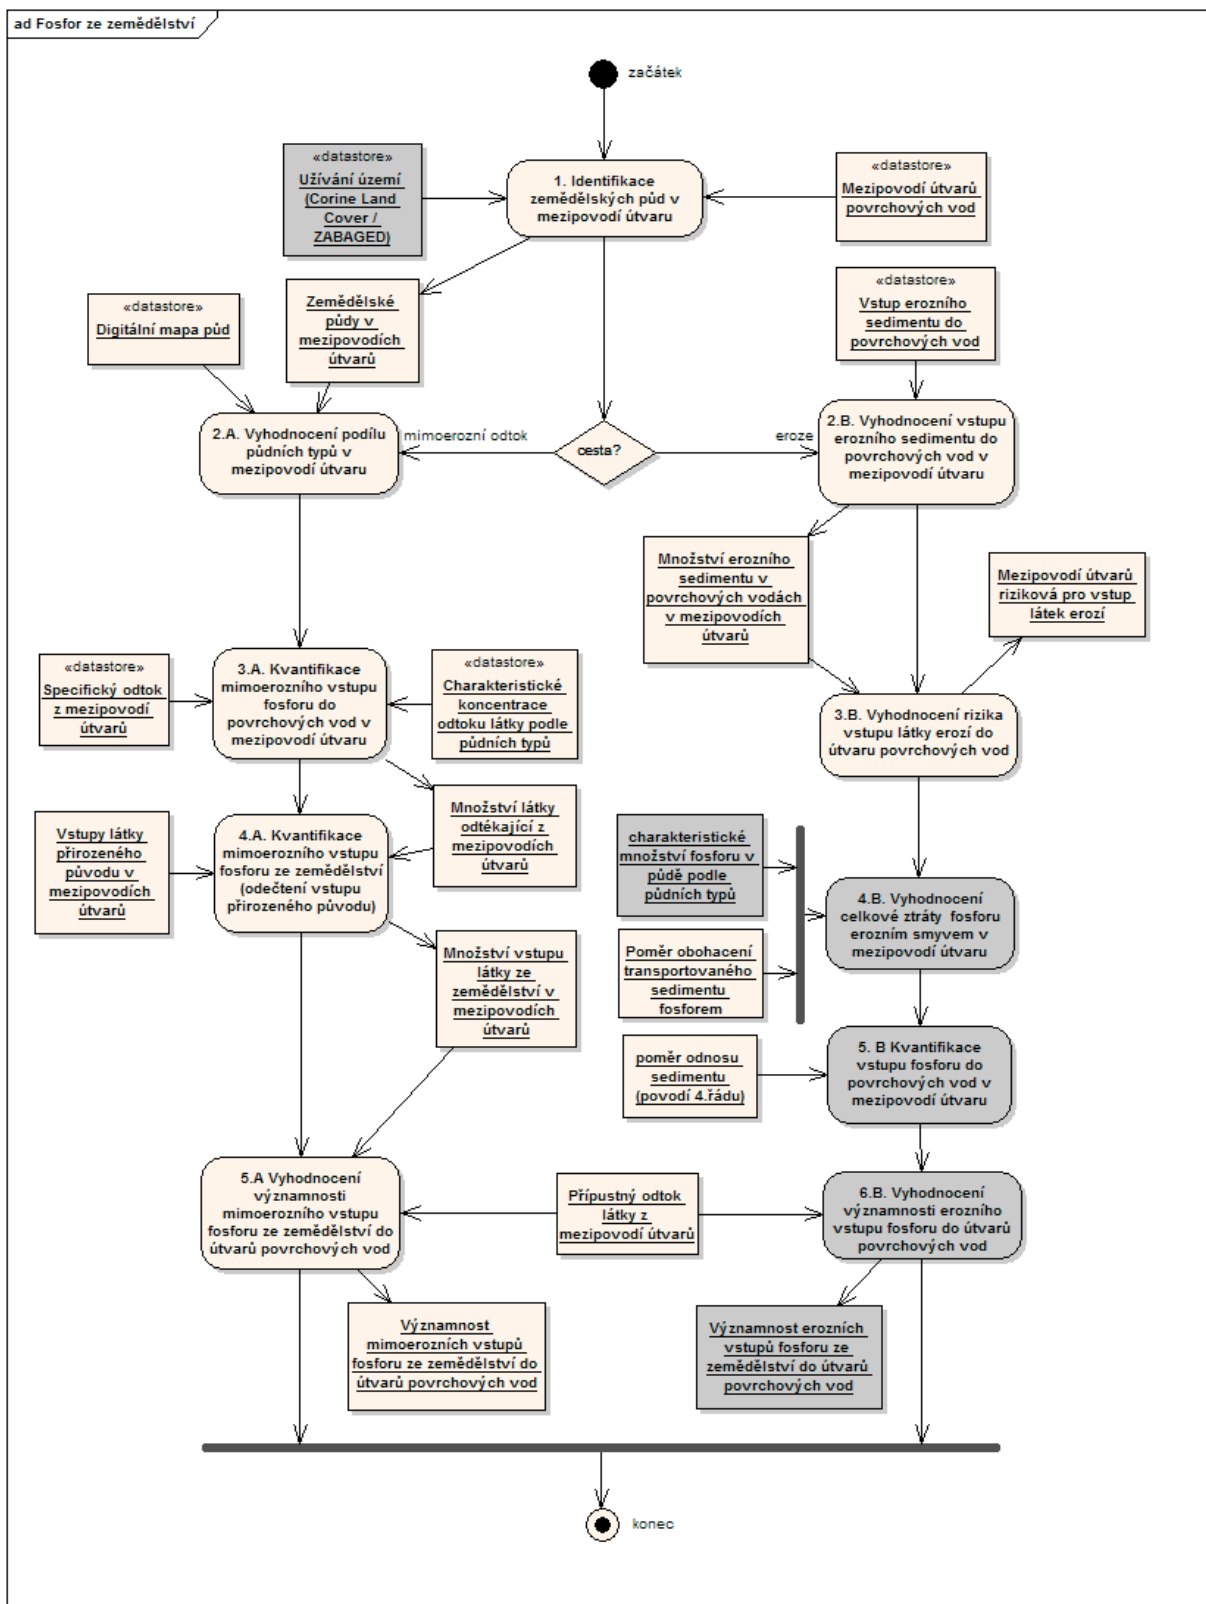 ad Fosfor ze zemědělství
začátek
«datastore»
Užívání území
(Corine Land
Cover /
ZABAGED)
1. Identifikace
zemědělských půd v
mezipovodí útvaru
«datastore»
Mezipovodí útvarů
povrchových vod
«datastore»
Digitální mapa půd
Zemědělské
půdy v
mezipovodích
útvarů
«datastore»
Vstup erozního
sedimentu do
povrchových vod
2.A. Vyhodnocení podílu
půdních typů v
mezipovodí útvaru
mimoerozní odtok
cesta?
eroze
2.B. Vyhodnocení vstupu
erozního sedimentu do
povrchových vod v
mezipovodí útvaru
Množství erozního
sedimentu v
povrchových vodách
v mezipovodích
útvarů
Mezipovodí útvarů
riziková pro vstup
látek erozí
«datastore»
Specifický odtok
z mezipovodí
útvarů
3.A. Kvantifikace
mimoerozního vstupu
fosforu do
povrchových vod v
mezipovodí útvaru
«datastore»
Charakteristické
koncentrace
odtoku látky podle
půdních typů
3.B. Vyhodnocení rizika
vstupu látky erozí do
útvaru povrchových vod
Vstupy látky
přirozeného
původu v
mezipovodích
útvarů
4.A. Kvantifikace
mimoerozního vstupu
fosforu ze zemědělství
(odečtení vstupu
přirozeného původu)
Množství látky
odtékající z
mezipovodích
útvarů
charakteristické
množství fosforu v
půdě podle
půdních typů
4.B. Vyhodnocení
celkové ztráty fosforu
erozním smyvem v
mezipovodí útvaru
Množství vstupu
látky ze
zemědělství v
mezipovodích
útvarů
Poměr obohacení
transportovaného
sedimentu
fosforem
poměr odnosu
sedimentu
(povodí 4.řádu)
5. B Kvantifikace
vstupu fosforu do
povrchových vod v
mezipovodí útvaru
5.A Vyhodnocení
významnosti
mimoerozního vstupu
fosforu ze zemědělství do
útvarů povrchových vod
Přípustný odtok
látky z
mezipovodí útvarů
6.B. Vyhodnocení
významnosti erozního
vstupu fosforu do útvarů
povrchových vod
Významnost
mimoerozních vstupů
fosforu ze zemědělství do
útvarů povrchových vod
Významnost erozních
vstupů fosforu ze
zemědělství do útvarů
povrchových vod
konec